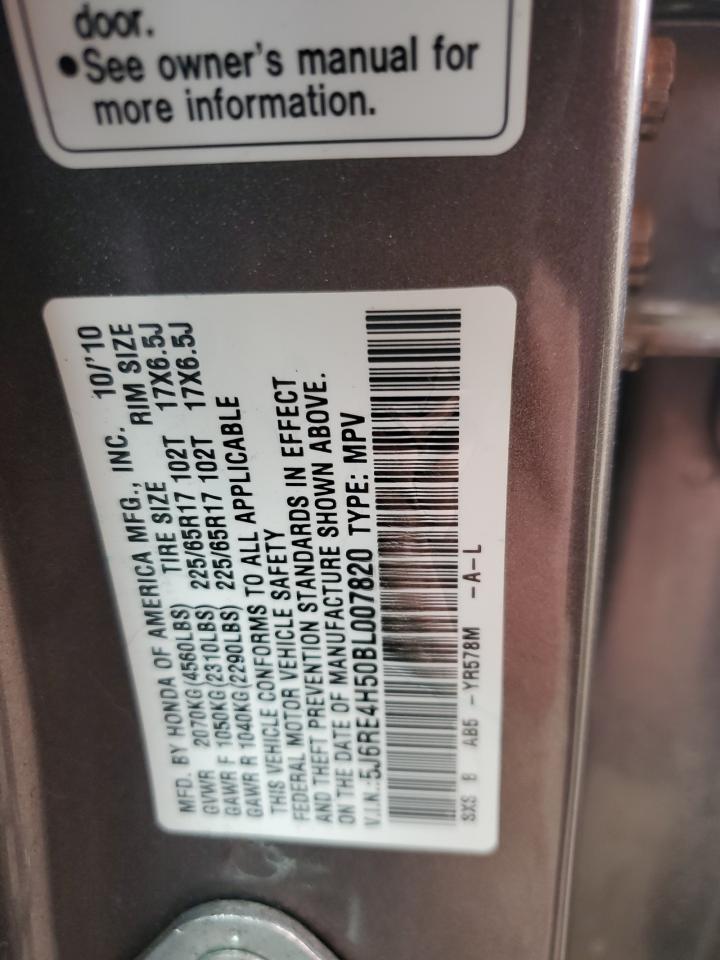 door.
•See owner's manual for
more information.
MFD. BY HONDA OF AMERICA MFG., INC. 10/'10
GVWR 2070KG(4560LBS) TIRE SIZE RIM SIZE
GAWR F 1050KG(2310LBS) 225/65R17 102T 17X6.5J
GAWR R 1040KG(2290LBS) 225/65R17 102T 17X6.5J
THIS VEHICLE CONFORMS TO ALL APPLICABLE
FEDERAL MOTOR VEHICLE SAFETY
AND THEFT PREVENTION STANDARDS IN EFFECT
ON THE DATE OF MANUFACTURE SHOWN ABOVE.
V.I.N.:5J6RE4H50BL007820 TYPE: MPV
SXS B AB5 -YR578M -A-L